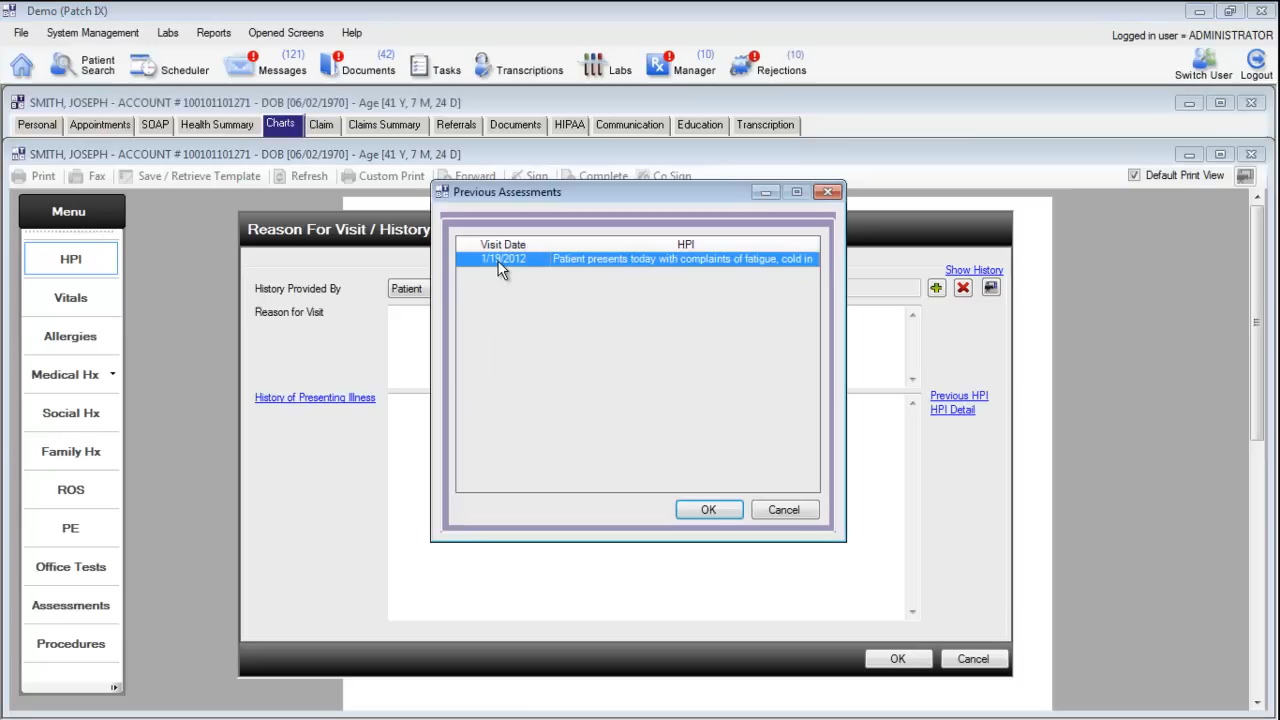 Demo (Patch IX)
File System Management Labs Reports Opened Screens Help
Logged in user = ADMINISTRATOR
Patient Search
Scheduler
(121) Messages
(42) Documents
Tasks
Transcriptions
Labs
(10) Manager
(10) Rejections
Switch User
Logout
SMITH, JOSEPH - ACCOUNT # 100101101271 - DOB [06/02/1970] - Age [41 Y, 7 M, 24 D]
Personal Appointments SOAP Health Summary Charts Claim Claims Summary Referrals Documents HIPAA Communication Education Transcription
SMITH, JOSEPH - ACCOUNT # 100101101271 - DOB [06/02/1970] - Age [41 Y, 7 M, 24 D]
Print Fax Save / Retrieve Template Refresh Custom Print Forward Sign Complete Co Sign Default Print View
Menu
HPI
Vitals
Allergies
Medical Hx
Social Hx
Family Hx
ROS
PE
Office Tests
Assessments
Procedures
Reason For Visit / History
Show History
History Provided By Patient
Reason for Visit
History of Presenting Illness
Previous HPI
HPI Detail
OK Cancel
Previous Assessments
Visit Date HPI
1/19/2012 Patient presents today with complaints of fatigue, cold in
OK Cancel